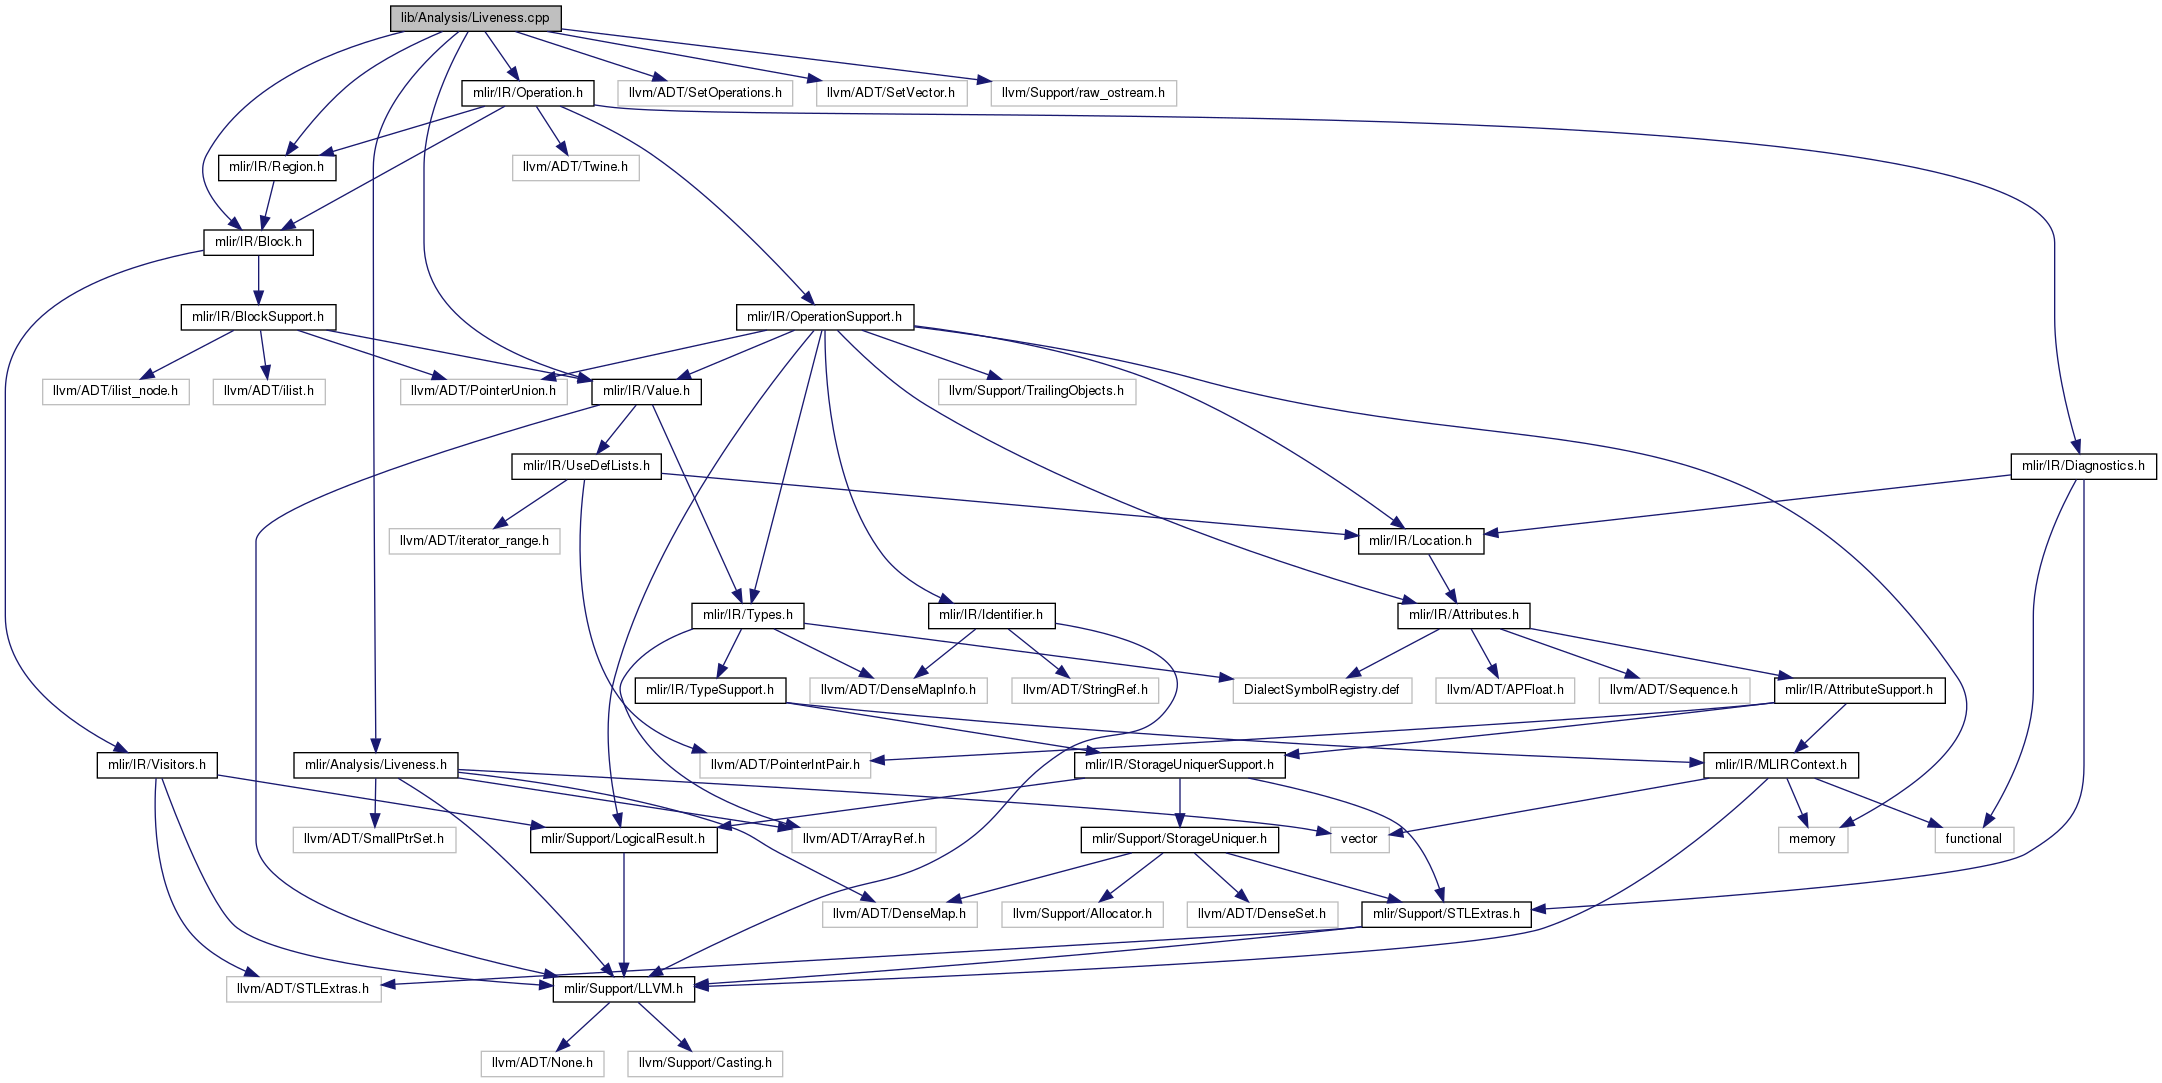 lib/Analysis/Liveness.cpp
mlir/IR/Operation.h
llvm/ADT/SetOperations.h
llvm/ADT/SetVector.h
llvm/Support/raw_ostream.h
mlir/IR/Region.h
llvm/ADT/Twine.h
mlir/IR/Block.h
mlir/IR/BlockSupport.h
mlir/IR/OperationSupport.h
llvm/ADT/ilist_node.h
llvm/ADT/ilist.h
llvm/ADT/PointerUnion.h
mlir/IR/Value.h
llvm/Support/TrailingObjects.h
mlir/IR/UseDefLists.h
mlir/IR/Diagnostics.h
llvm/ADT/iterator_range.h
mlir/IR/Location.h
mlir/IR/Types.h
mlir/IR/Identifier.h
mlir/IR/Attributes.h
mlir/IR/TypeSupport.h
llvm/ADT/DenseMapInfo.h
llvm/ADT/StringRef.h
DialectSymbolRegistry.def
llvm/ADT/APFloat.h
llvm/ADT/Sequence.h
mlir/IR/AttributeSupport.h
mlir/IR/Visitors.h
mlir/Analysis/Liveness.h
llvm/ADT/PointerIntPair.h
mlir/IR/StorageUniquerSupport.h
mlir/IR/MLIRContext.h
llvm/ADT/SmallPtrSet.h
mlir/Support/LogicalResult.h
llvm/ADT/ArrayRef.h
mlir/Support/StorageUniquer.h
vector
memory
functional
llvm/ADT/DenseMap.h
llvm/Support/Allocator.h
llvm/ADT/DenseSet.h
mlir/Support/STLExtras.h
llvm/ADT/STLExtras.h
mlir/Support/LLVM.h
llvm/ADT/None.h
llvm/Support/Casting.h